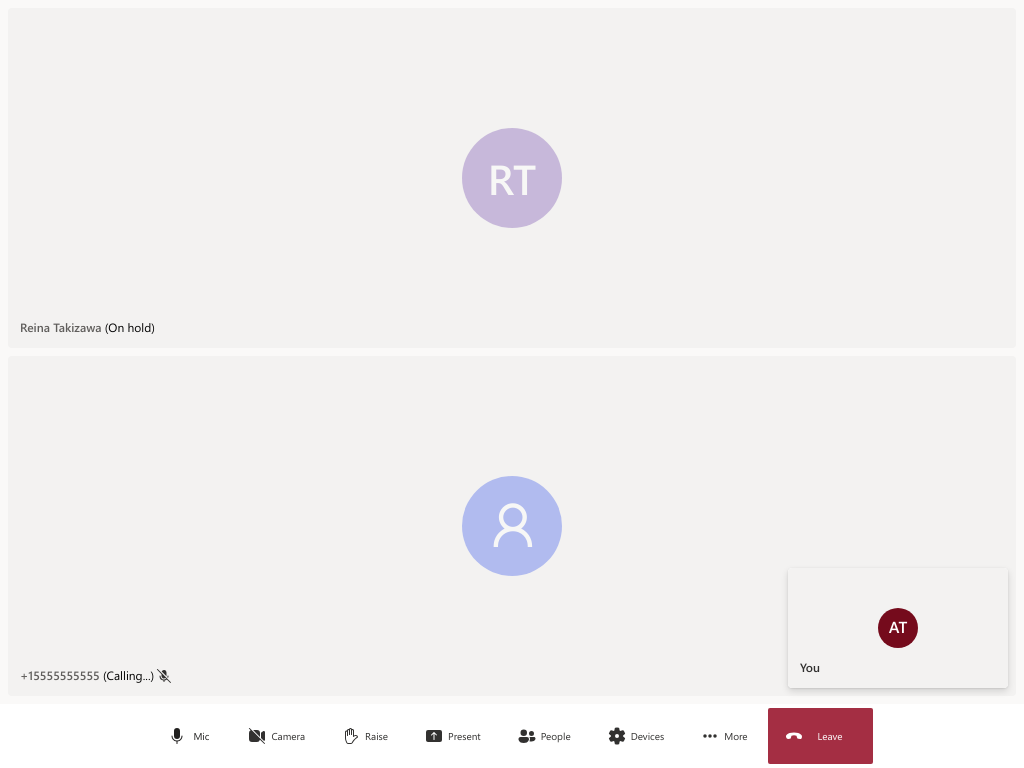 RT
Reina Takizawa (On hold)
+15555555555 (Calling...)
AT
You
Mic Camera Raise Present People Devices More Leave